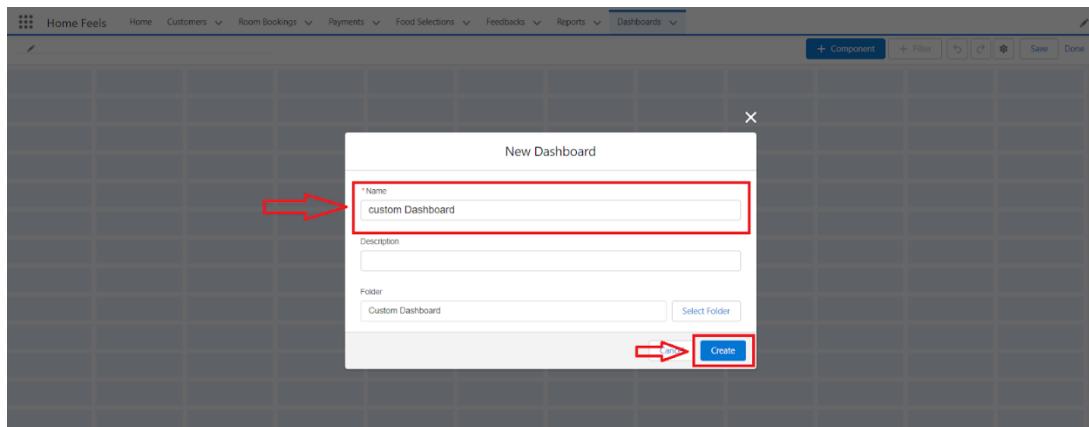 Home Feels Home Customers Room Bookings Payments Food Selections Feedbacks Reports Dashboards
+ Component + Filter Save Done
New Dashboard
*Name
custom Dashboard
Description
Folder
Custom Dashboard Select Folder
Cancel Create